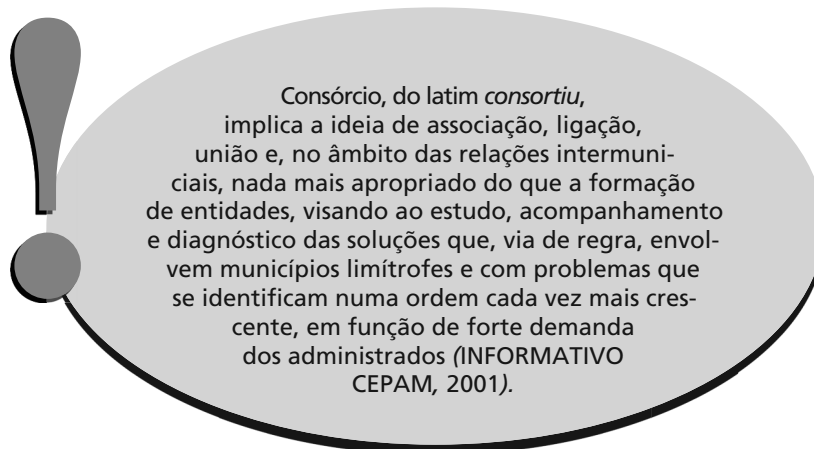 Consórcio, do latim consortiu,
implica a ideia de associação, ligação,
união e, no âmbito das relações intermuni-
ciais, nada mais apropriado do que a formação
de entidades, visando ao estudo, acompanhamento
e diagnóstico das soluções que, via de regra, envol-
vem municípios limítrofes e com problemas que
se identificam numa ordem cada vez mais cres-
cente, em função de forte demanda
dos administrados (INFORMATIVO
CEPAM, 2001).